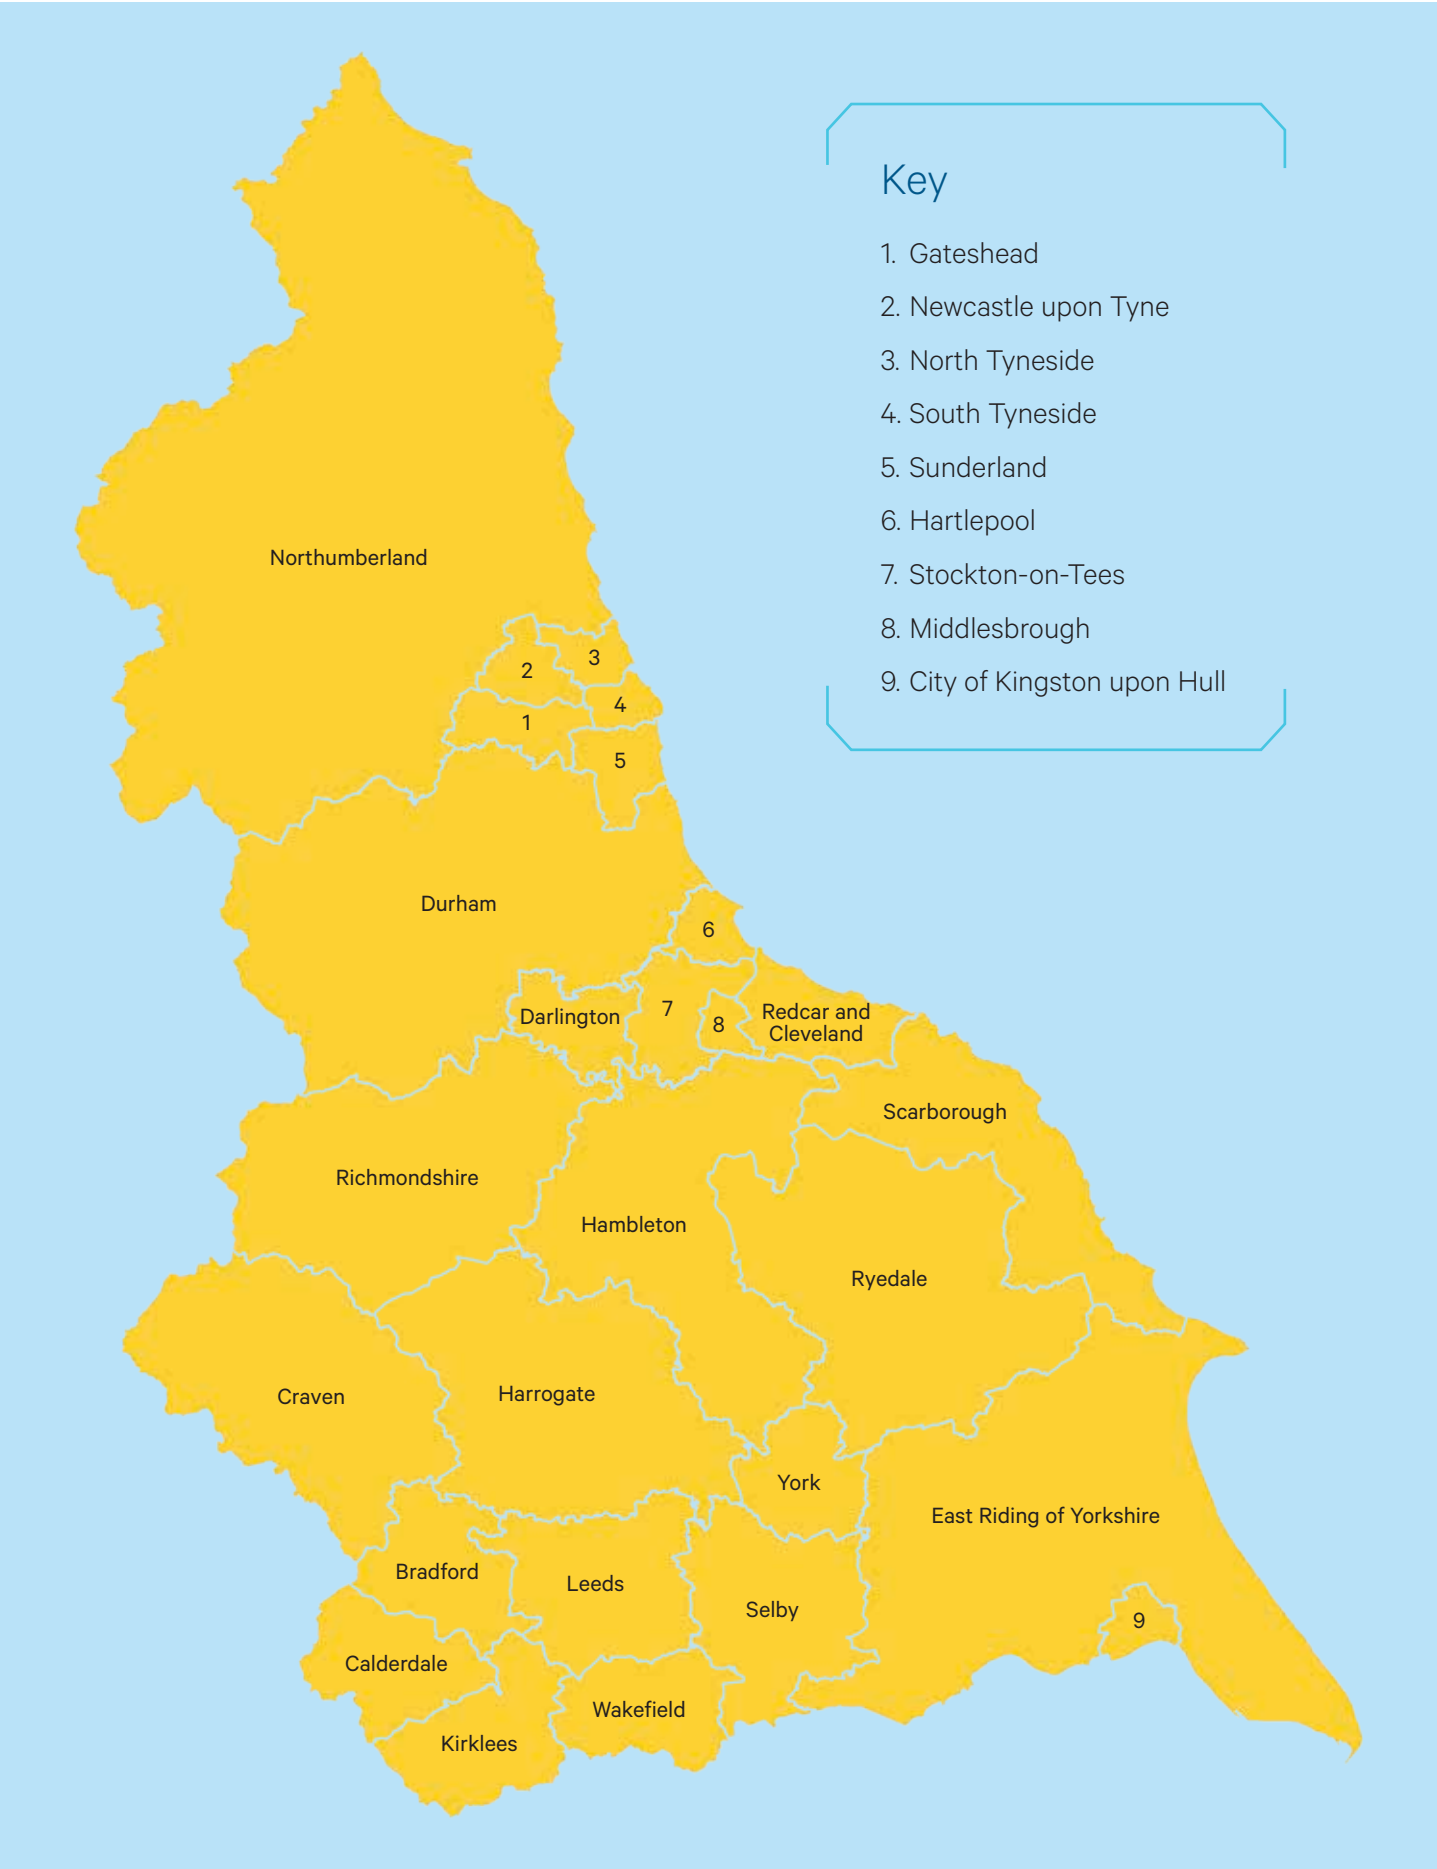 Key
1. Gateshead
2. Newcastle upon Tyne
3. North Tyneside
4. South Tyneside
5. Sunderland
6. Hartlepool
7. Stockton-on-Tees
8. Middlesbrough
9. City of Kingston upon Hull
Northumberland
2
3
1
4
5
Durham
6
Darlington
7
8
Redcar and
Cleveland
Scarborough
Richmondshire
Hambleton
Ryedale
Craven
Harrogate
York
East Riding of Yorkshire
Bradford
Leeds
Selby
9
Calderdale
Wakefield
Kirklees